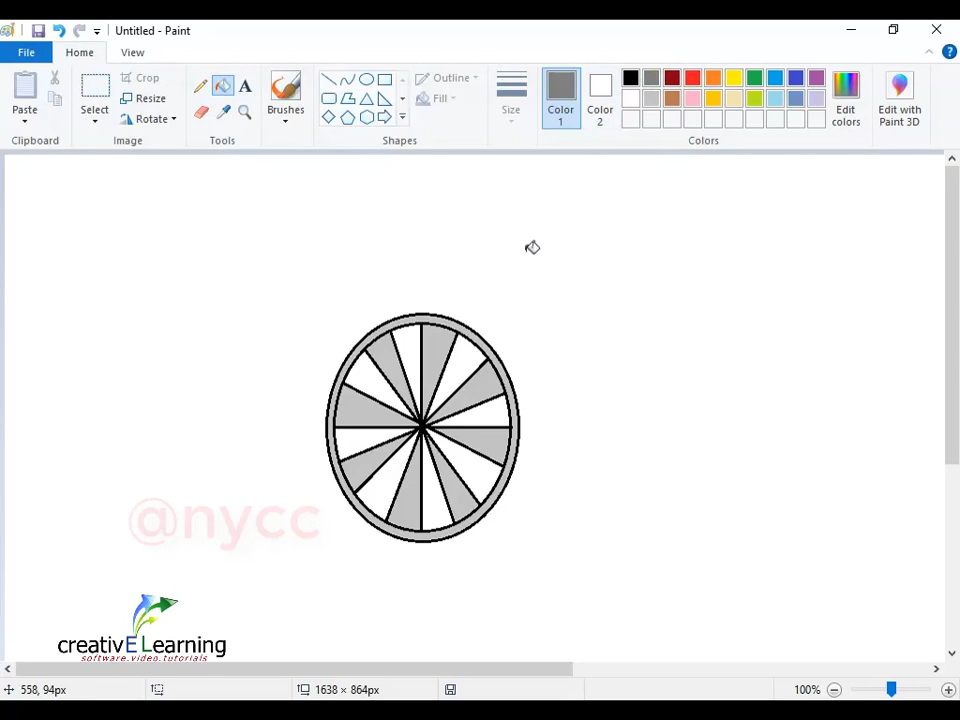 Untitled - Paint
File Home View
Paste
Select
Crop
Resize
Rotate
A
Brushes
Outline
Fill
Size
Color 1
Color 2
Edit colors
Edit with Paint 3D
Clipboard
Image
Tools
Shapes
Colors
@nycc
creativE Learning
software.video.tutorials
558, 94px
1638 × 864px
100%